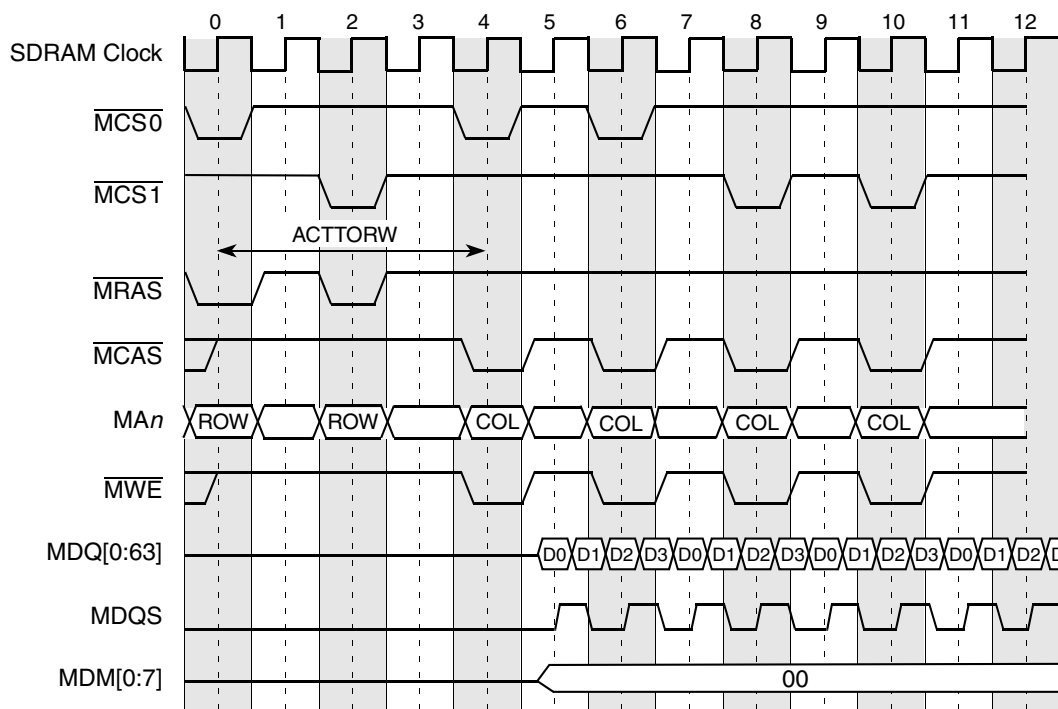 0 1 2 3 4 5 6 7 8 9 10 11 12
SDRAM Clock
MCS0
MCS1
ACTTORW
MRAS
MCAS
MAn ROW ROW COL COL COL COL
MWE
MDQ[0:63] D0 D1 D2 D3 D0 D1 D2 D3 D0 D1 D2 D3 D0 D1 D2 D
MDQS
MDM[0:7] 00